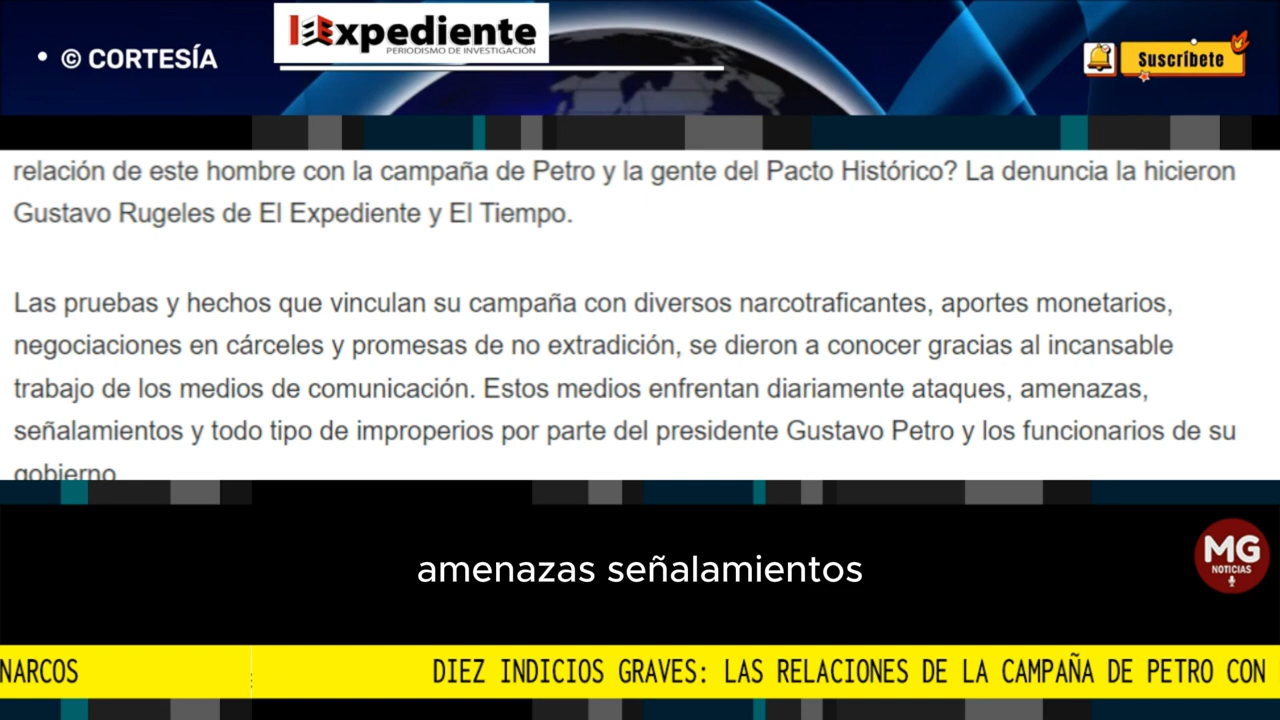 • © CORTESÍA
Expediente
PERIODISMO DE INVESTIGACIÓN
Suscríbete
relación de este hombre con la campaña de Petro y la gente del Pacto Histórico? La denuncia la hicieron
Gustavo Rugeles de El Expediente y El Tiempo.
Las pruebas y hechos que vinculan su campaña con diversos narcotraficantes, aportes monetarios,
negociaciones en cárceles y promesas de no extradición, se dieron a conocer gracias al incansable
trabajo de los medios de comunicación. Estos medios enfrentan diariamente ataques, amenazas,
señalamientos y todo tipo de improperios por parte del presidente Gustavo Petro y los funcionarios de su
gobierno
amenazas señalamientos
MG
NOTICIAS
NARCOS DIEZ INDICIOS GRAVES: LAS RELACIONES DE LA CAMPAÑA DE PETRO CON